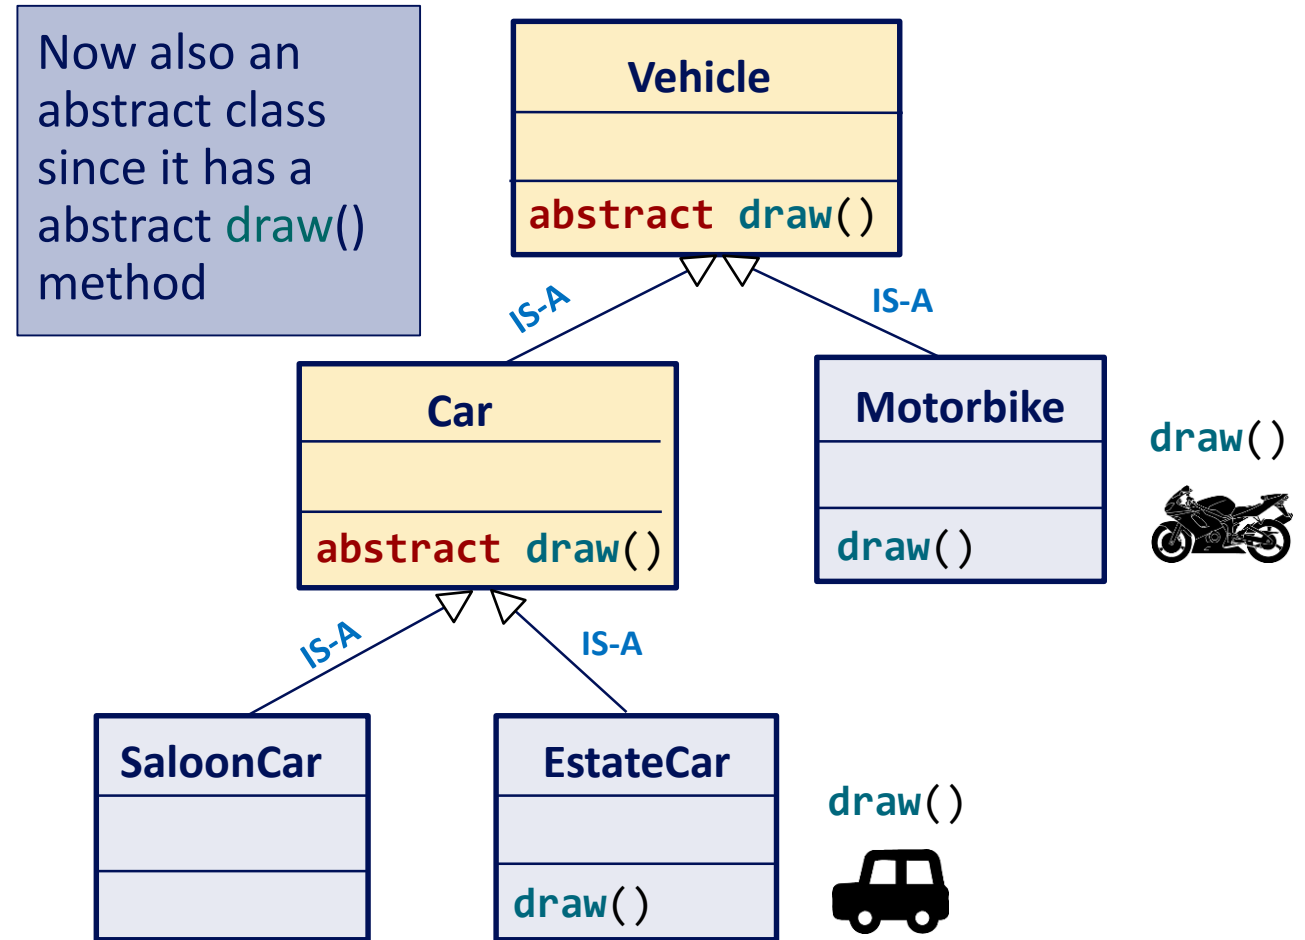 Now also an
abstract class
since it has a
abstract draw()
method
Vehicle
abstract draw()
IS-A
IS-A
Car
abstract draw()
Motorbike
draw()
draw()
IS-A
IS-A
SaloonCar
EstateCar
draw()
draw()